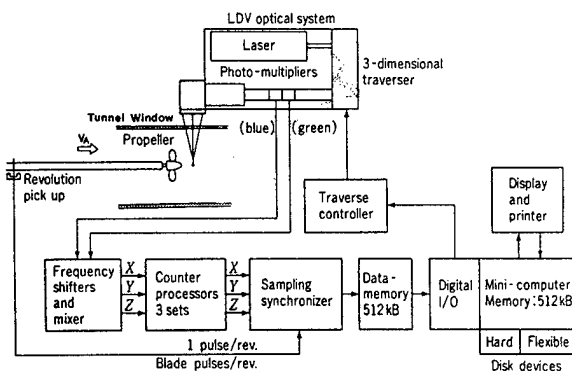 LDV optical system
Laser
Photo-multipliers
3-dimensional
traverser
Tunnel Window
(blue)
(green)
VA
Propeller
Revolution
pick up
Traverse
controller
Display
and
printer
Frequency
shifters
and
mixer
X
Y
Z
Counter
processors
3 sets
X
Y
Z
Sampling
synchronizer
Data-
memory
512kB
Digital
I/O
Mini-computer
Memory:512kB
Hard
Flexible
Disk devices
1 pulse/rev.
Blade pulses/rev.